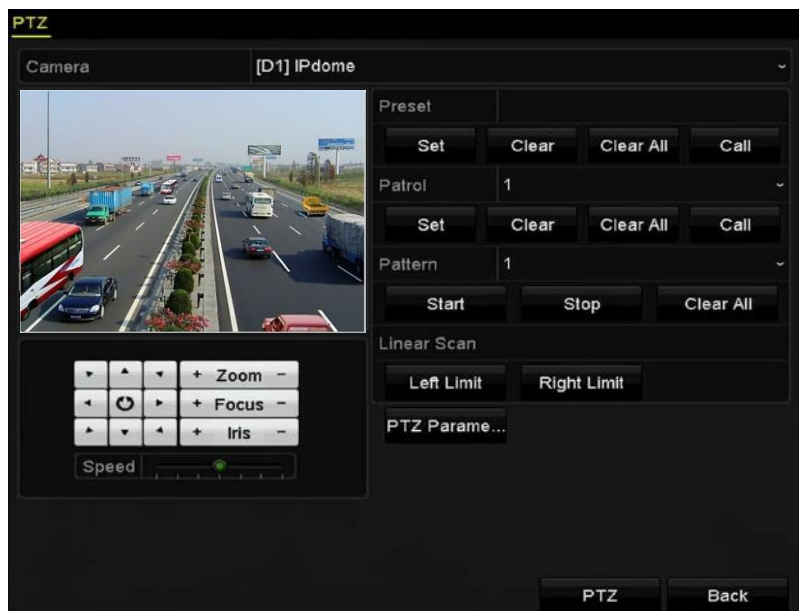 PTZ
Camera [D1] IPdome
Preset
Set Clear Clear All Call
Patrol 1
Set Clear Clear All Call
Pattern 1
Start Stop Clear All
Linear Scan
Left Limit Right Limit
PTZ Parame...
+ Zoom -
+ Focus -
+ Iris -
Speed
PTZ Back